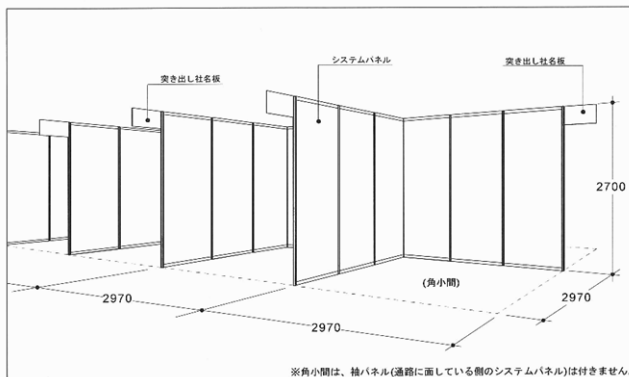 システムパネル
突き出し社名板
突き出し社名板
2700
(角小間)
2970
2970
2970
※角小間は、袖パネル(通路に面している側のシステムパネル)は付きません。